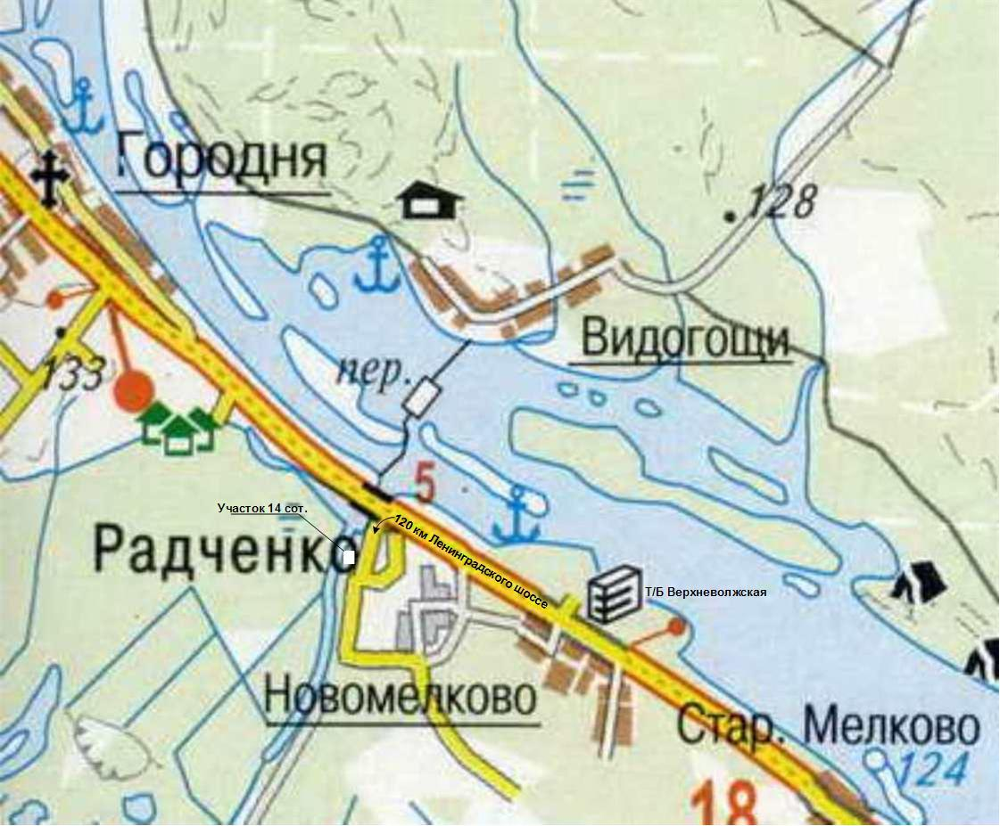 Городня
128
Видогощи
пер.
133
5
Участок 14 сот.
120 км Ленинградского шоссе
Радченко
Т/Б Верхневолжская
Новомелково
Стар. Мелково
124
18